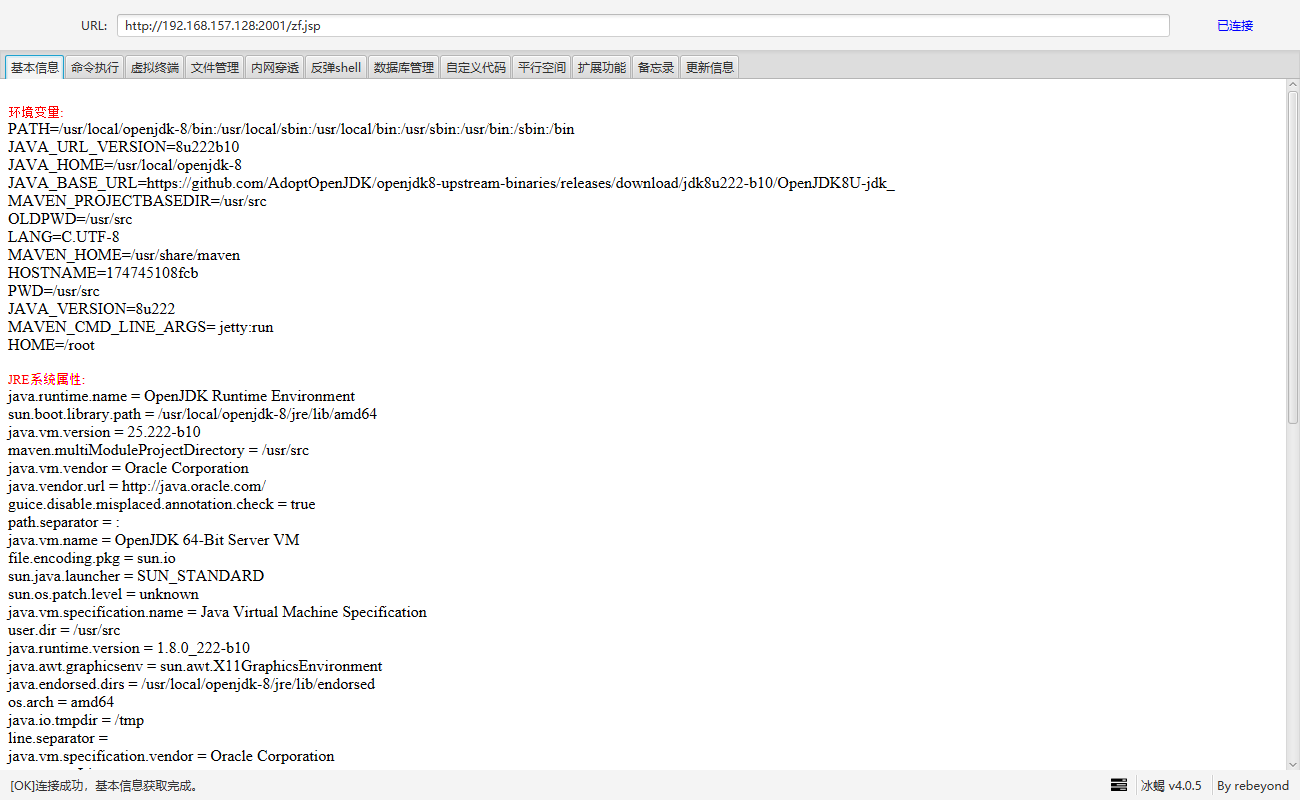 URL: http://192.168.157.128:2001/zf.jsp 已连接
基本信息 命令执行 虚拟终端 文件管理 内网穿透 反弹shell 数据库管理 自定义代码 平行空间 扩展功能 备忘录 更新信息
环境变量:
PATH=/usr/local/openjdk-8/bin:/usr/local/sbin:/usr/local/bin:/usr/sbin:/usr/bin:/sbin:/bin
JAVA_URL_VERSION=8u222b10
JAVA_HOME=/usr/local/openjdk-8
JAVA_BASE_URL=https://github.com/AdoptOpenJDK/openjdk8-upstream-binaries/releases/download/jdk8u222-b10/OpenJDK8U-jdk_
MAVEN_PROJECTBASEDIR=/usr/src
OLDPWD=/usr/src
LANG=C.UTF-8
MAVEN_HOME=/usr/share/maven
HOSTNAME=174745108fcb
PWD=/usr/src
JAVA_VERSION=8u222
MAVEN_CMD_LINE_ARGS= jetty:run
HOME=/root
JRE系统属性:
java.runtime.name = OpenJDK Runtime Environment
sun.boot.library.path = /usr/local/openjdk-8/jre/lib/amd64
java.vm.version = 25.222-b10
maven.multiModuleProjectDirectory = /usr/src
java.vm.vendor = Oracle Corporation
java.vendor.url = http://java.oracle.com/
guice.disable.misplaced.annotation.check = true
path.separator = :
java.vm.name = OpenJDK 64-Bit Server VM
file.encoding.pkg = sun.io
sun.java.launcher = SUN_STANDARD
sun.os.patch.level = unknown
java.vm.specification.name = Java Virtual Machine Specification
user.dir = /usr/src
java.runtime.version = 1.8.0_222-b10
java.awt.graphicsenv = sun.awt.X11GraphicsEnvironment
java.endorsed.dirs = /usr/local/openjdk-8/jre/lib/endorsed
os.arch = amd64
java.io.tmpdir = /tmp
line.separator =
java.vm.specification.vendor = Oracle Corporation
[OK]连接成功，基本信息获取完成。 冰蝎 v4.0.5 By rebeyond